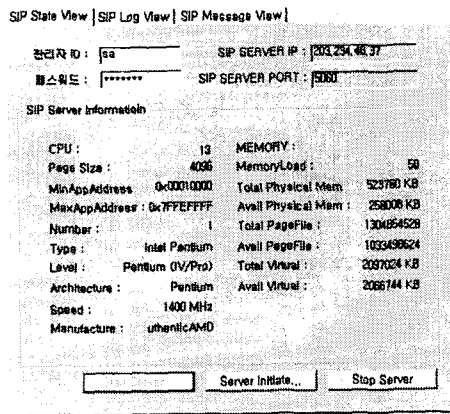 SIP State View | SIP Log View | SIP Message View
관리자 ID : sa SIP SERVER IP : 203.234.46.37
패스워드 : ******* SIP SERVER PORT : 5060
SIP Server Informatioin
CPU : 13 MEMORY :
Page Size : 4096 MemoryLoad : 50
MinAppAddress 0x00010000 Total Physical Mem 523760 KB
MaxAppAddress : 0x7FFEFFFF Avail Physical Mem : 258008 KB
Number : 1 Total PageFile : 1304854528
Type : Intel Pentium Avail PageFile : 1033498624
Level : Pentium (IV/Pro) Total Virtual : 2097024 KB
Architecture : Pentium Avail Virtual : 2066744 KB
Speed : 1400 MHz
Manufacture : uthenticAMD
Server Initiate... Stop Server